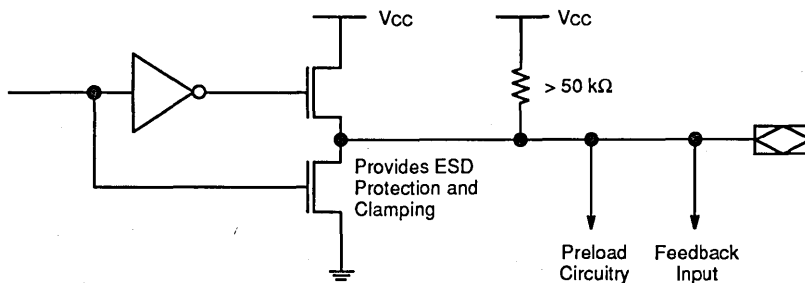 VCC
VCC
> 50 kΩ
Provides ESD
Protection and
Clamping
Preload
Circuitry
Feedback
Input